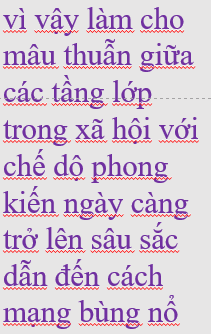 vì vậy làm cho
mâu thuẫn giữa
các tầng lớp
trong xã hội với
chế dộ phong
kiến ngày càng
trở lên sâu sắc
dẫn đến cách
mạng bùng nổ